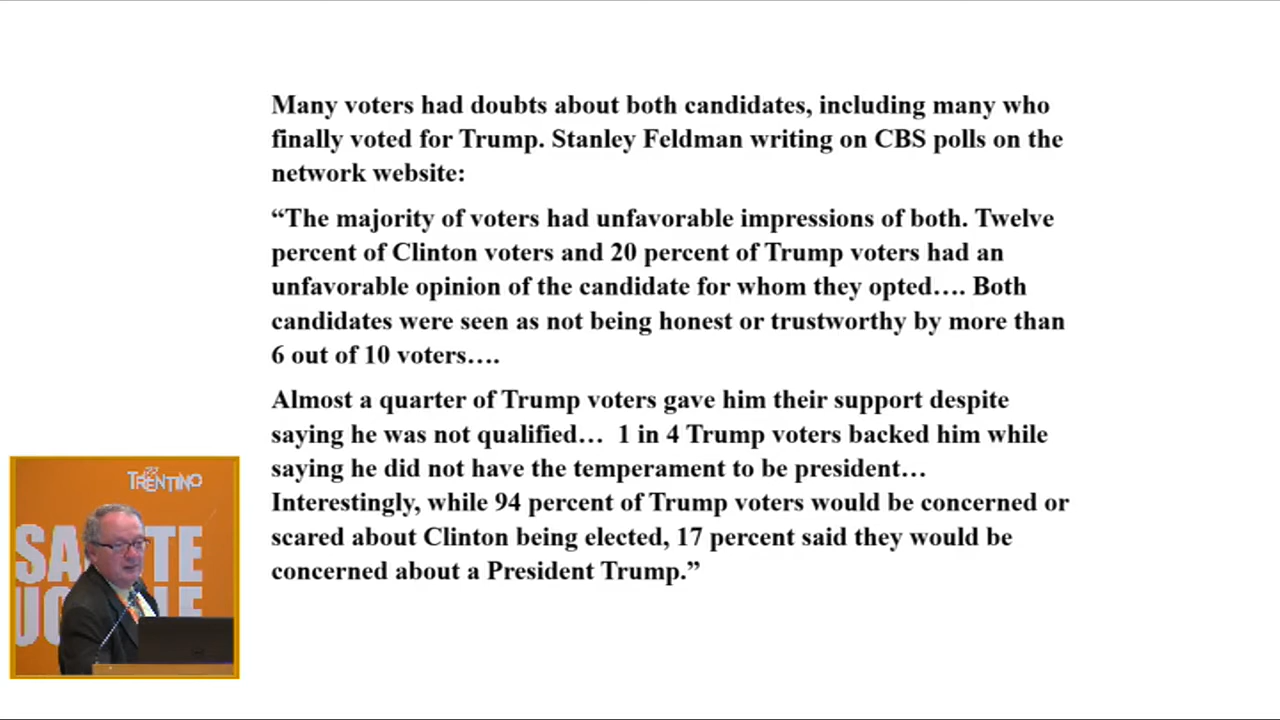 Many voters had doubts about both candidates, including many who
finally voted for Trump. Stanley Feldman writing on CBS polls on the
network website:
“The majority of voters had unfavorable impressions of both. Twelve
percent of Clinton voters and 20 percent of Trump voters had an
unfavorable opinion of the candidate for whom they opted…. Both
candidates were seen as not being honest or trustworthy by more than
6 out of 10 voters….
Almost a quarter of Trump voters gave him their support despite
saying he was not qualified… 1 in 4 Trump voters backed him while
saying he did not have the temperament to be president…
Interestingly, while 94 percent of Trump voters would be concerned or
scared about Clinton being elected, 17 percent said they would be
concerned about a President Trump.”
TRENTINO